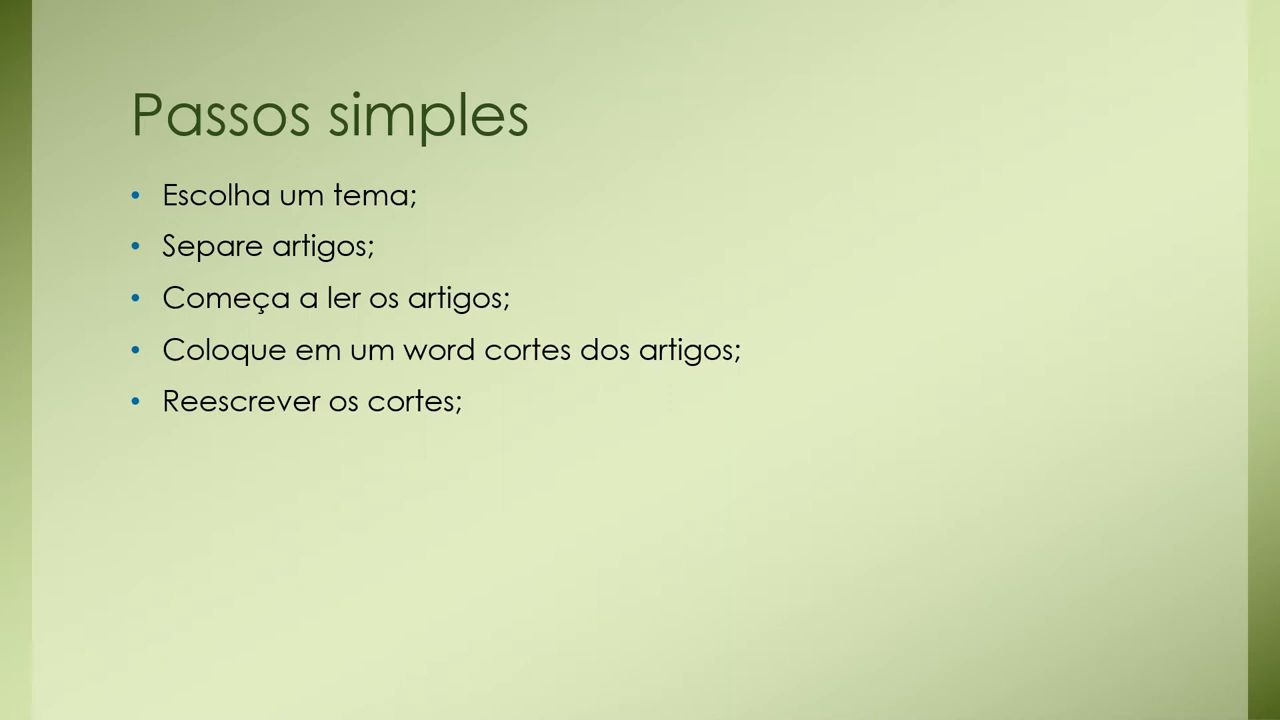 Passos simples
• Escolha um tema;
• Separe artigos;
• Começa a ler os artigos;
• Coloque em um word cortes dos artigos;
• Reescrever os cortes;